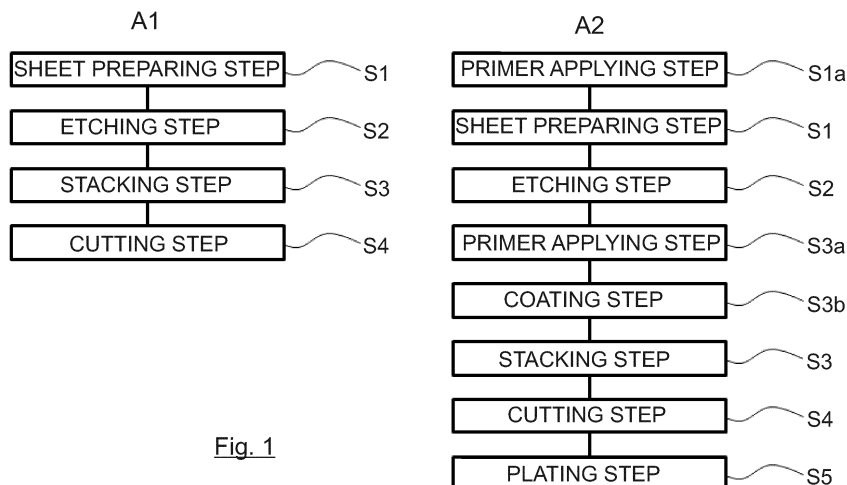 A1
SHEET PREPARING STEP S1
ETCHING STEP S2
STACKING STEP S3
CUTTING STEP S4
Fig. 1
A2
PRIMER APPLYING STEP S1a
SHEET PREPARING STEP S1
ETCHING STEP S2
PRIMER APPLYING STEP S3a
COATING STEP S3b
STACKING STEP S3
CUTTING STEP S4
PLATING STEP S5